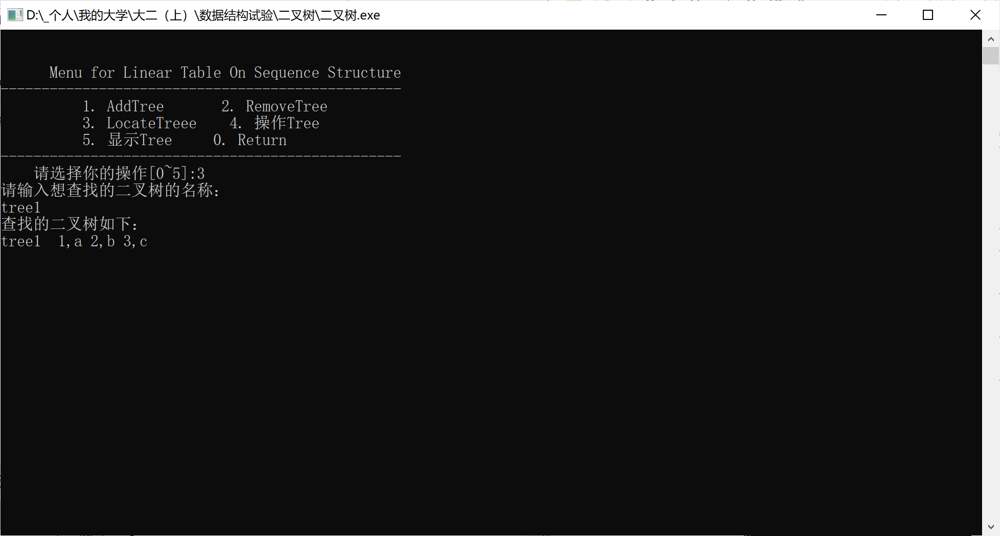 D:\_个人\我的大学\大二（上）\数据结构试验\二叉树\二叉树.exe
Menu for Linear Table On Sequence Structure
-------------------------------------------------
1. AddTree 2. RemoveTree
3. LocateTreee 4. 操作Tree
5. 显示Tree 0. Return
-------------------------------------------------
请选择你的操作[0~5]:3
请输入想查找的二叉树的名称：
tree1
查找的二叉树如下：
tree1 1,a 2,b 3,c